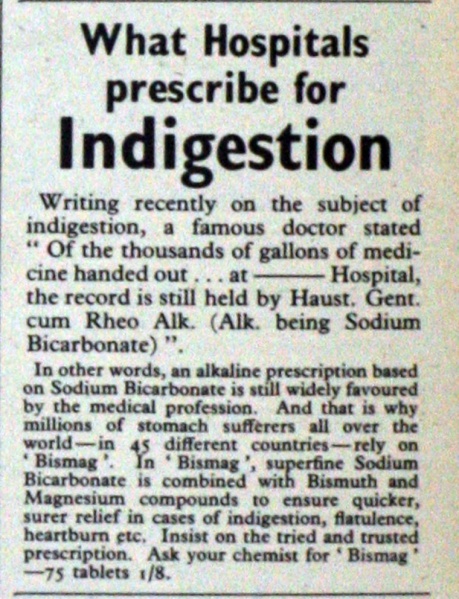 What Hospitals
prescribe for
Indigestion
Writing recently on the subject of
indigestion, a famous doctor stated
“ Of the thousands of gallons of medi-
cine handed out . . . at ——— Hospital,
the record is still held by Haust. Gent.
cum Rheo Alk. (Alk. being Sodium
Bicarbonate) ”.
In other words, an alkaline prescription based
on Sodium Bicarbonate is still widely favoured
by the medical profession. And that is why
millions of stomach sufferers all over the
world—in 45 different countries—rely on
‘ Bismag ’. In ‘ Bismag ’, superfine Sodium
Bicarbonate is combined with Bismuth and
Magnesium compounds to ensure quicker,
surer relief in cases of indigestion, flatulence,
heartburn etc. Insist on the tried and trusted
prescription. Ask your chemist for ‘ Bismag ’
—75 tablets 1/8.